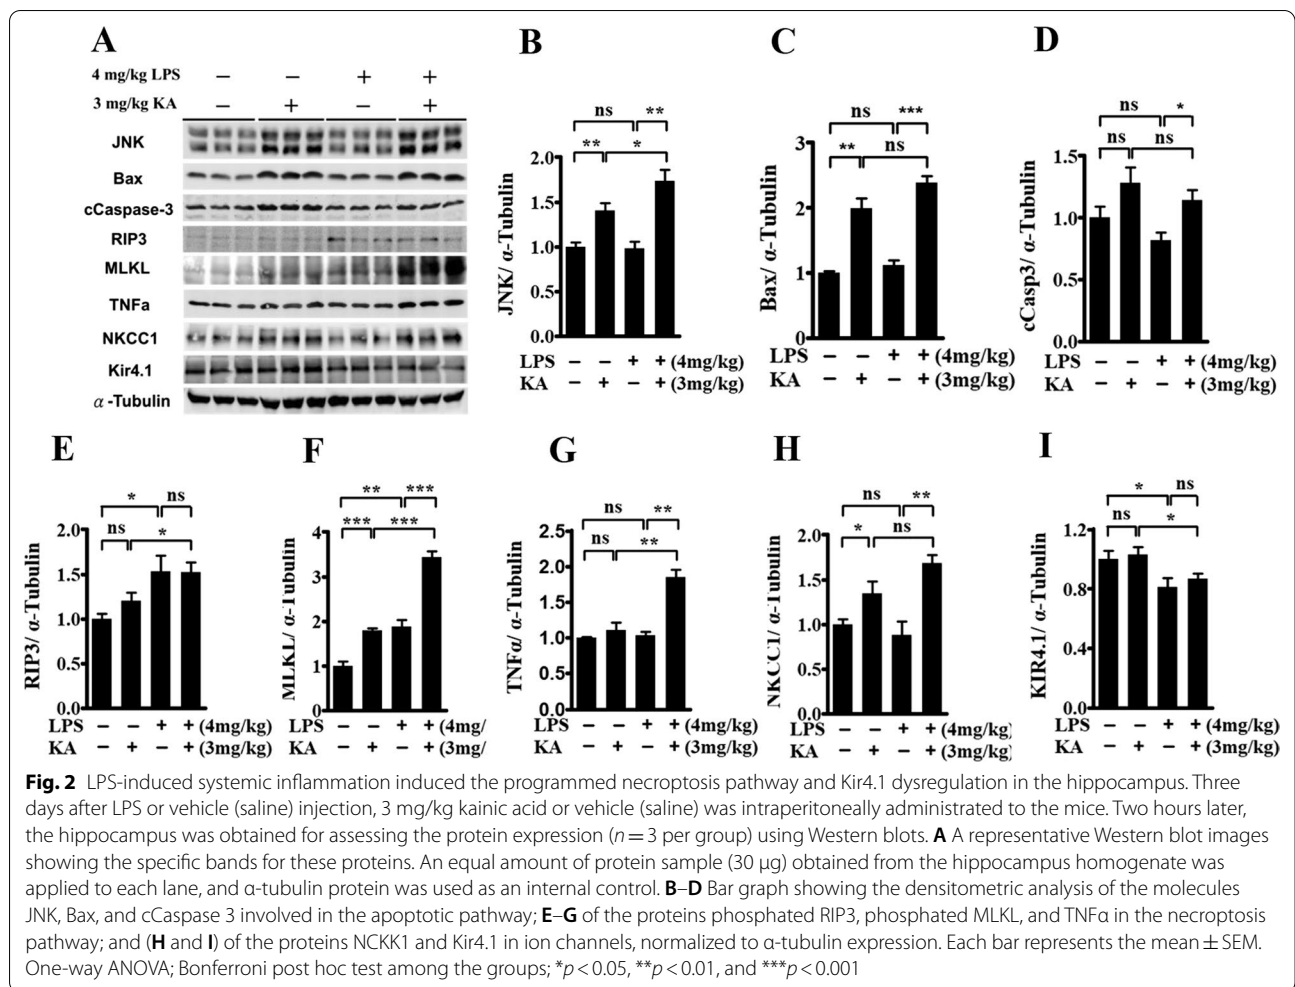 A
4 mg/kg LPS – – + +
3 mg/kg KA – + – +
JNK
Bax
cCaspase-3
RIP3
MLKL
TNFa
NKCC1
Kir4.1
α -Tubulin
B
ns **
** *
JNK/ α-Tubulin
2.0
1.5
1.0
0.5
0.0
LPS – – + + (4mg/kg)
KA – + – + (3mg/kg)
C
ns ***
** ns
Bax/ α-Tubulin
3
2
1
0
LPS – – + + (4mg/kg)
KA – + – + (3mg/kg)
D
ns *
ns ns
cCasp3/ α-Tubulin
1.5
1.0
0.5
0.0
LPS – – + + (4mg/kg)
KA – + – + (3mg/kg)
E
* ns
ns *
RIP3/ α-Tubulin
2.0
1.5
1.0
0.5
0.0
LPS – – + + (4mg/kg)
KA – + – + (3mg/kg)
F
** ***
*** ***
MLKL/ α-Tubulin
4
3
2
1
0
LPS – – + + (4mg/
KA – + – + (3mg/
G
ns **
ns **
TNFα/ α-Tubulin
2.5
2.0
1.5
1.0
0.5
0.0
LPS – – + + (4mg/kg)
KA – + – + (3mg/kg)
H
ns **
* ns
NKCC1/ α-Tubulin
2.0
1.5
1.0
0.5
0.0
LPS – – + + (4mg/kg)
KA – + – + (3mg/kg)
I
* ns
ns *
KIR4.1/ α-Tubulin
1.2
0.8
0.4
0.0
LPS – – + + (4mg/kg)
KA – + – + (3mg/kg)
Fig. 2 LPS-induced systemic inflammation induced the programmed necroptosis pathway and Kir4.1 dysregulation in the hippocampus. Three
days after LPS or vehicle (saline) injection, 3 mg/kg kainic acid or vehicle (saline) was intraperitoneally administrated to the mice. Two hours later,
the hippocampus was obtained for assessing the protein expression (n = 3 per group) using Western blots. A A representative Western blot images
showing the specific bands for these proteins. An equal amount of protein sample (30 μg) obtained from the hippocampus homogenate was
applied to each lane, and α-tubulin protein was used as an internal control. B–D Bar graph showing the densitometric analysis of the molecules
JNK, Bax, and cCaspase 3 involved in the apoptotic pathway; E–G of the proteins phosphated RIP3, phosphated MLKL, and TNFα in the necroptosis
pathway; and (H and I) of the proteins NCKK1 and Kir4.1 in ion channels, normalized to α-tubulin expression. Each bar represents the mean ± SEM.
One-way ANOVA; Bonferroni post hoc test among the groups; *p < 0.05, **p < 0.01, and ***p < 0.001